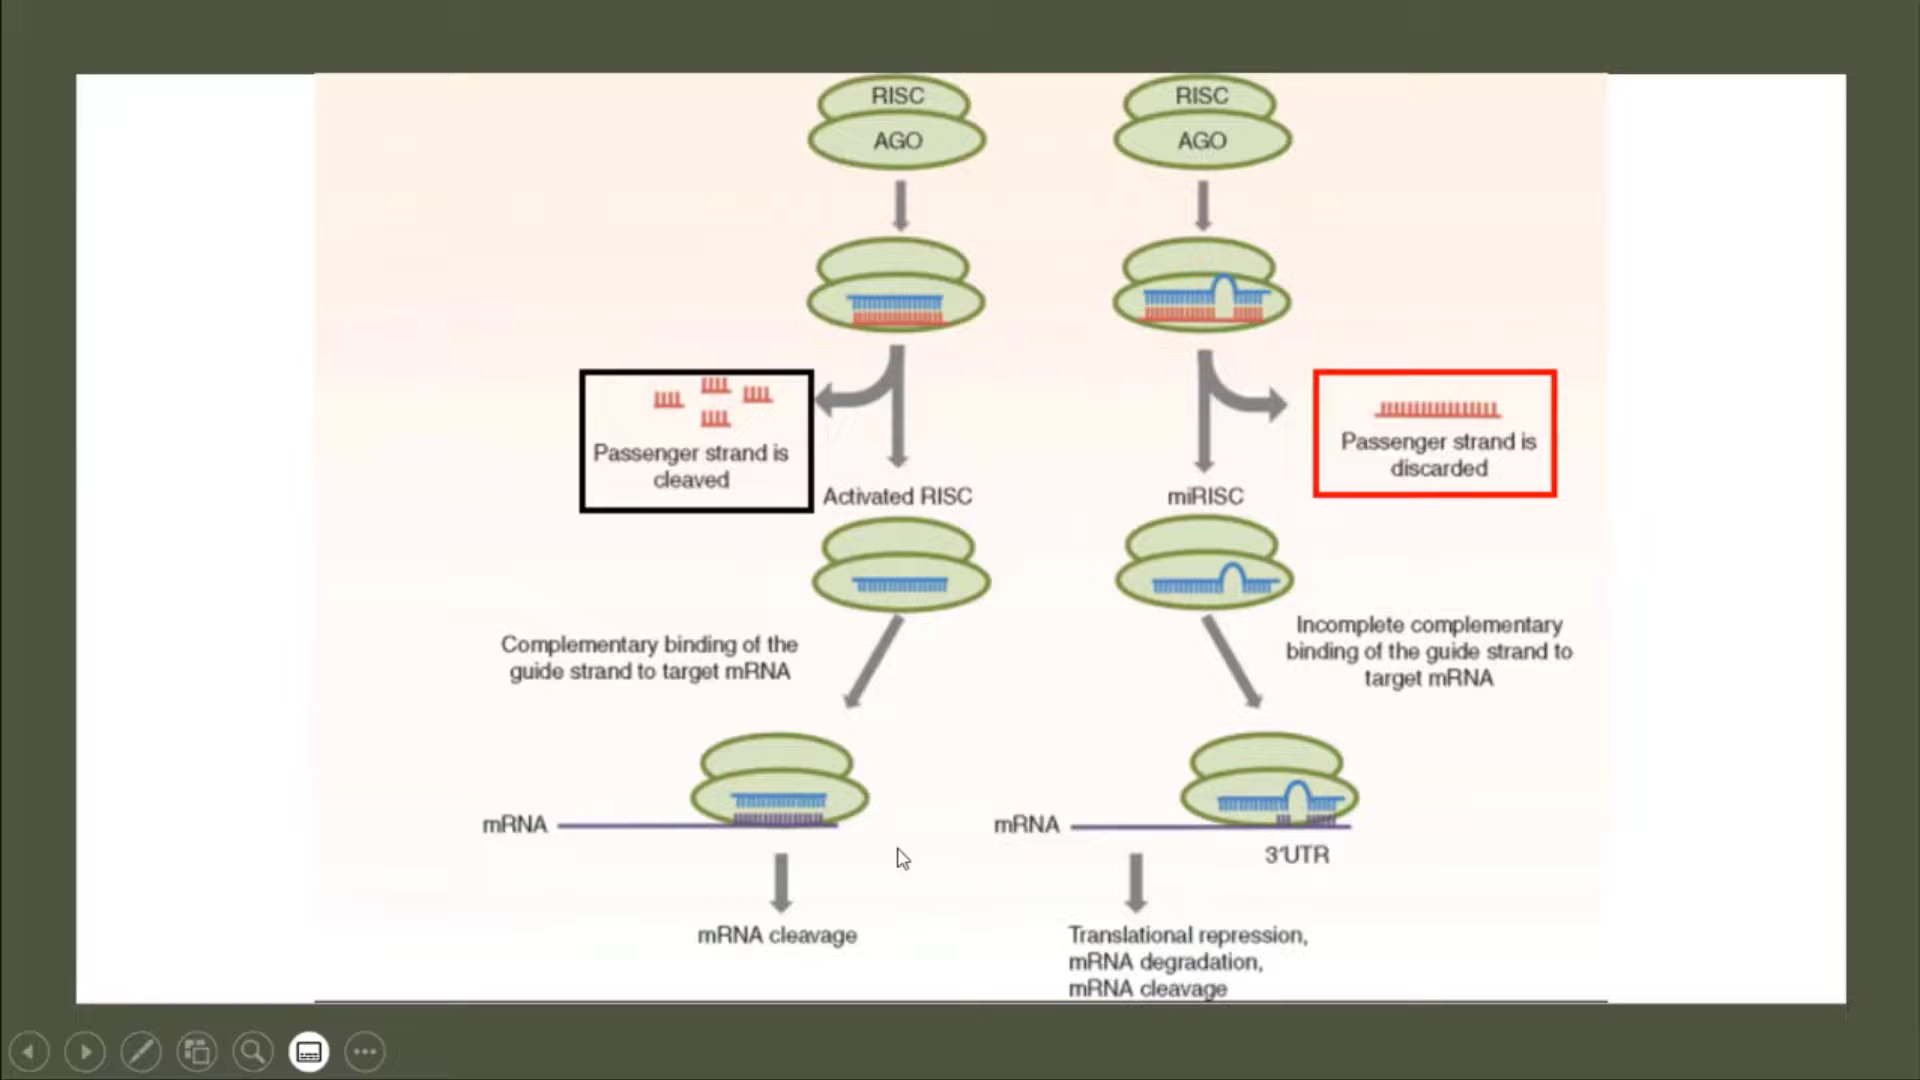 RISC
AGO
RISC
AGO
Passenger strand is
cleaved
Passenger strand is
discarded
Activated RISC
miRISC
Complementary binding of the
guide strand to target mRNA
Incomplete complementary
binding of the guide strand to
target mRNA
mRNA
mRNA
3'UTR
mRNA cleavage
Translational repression,
mRNA degradation,
mRNA cleavage